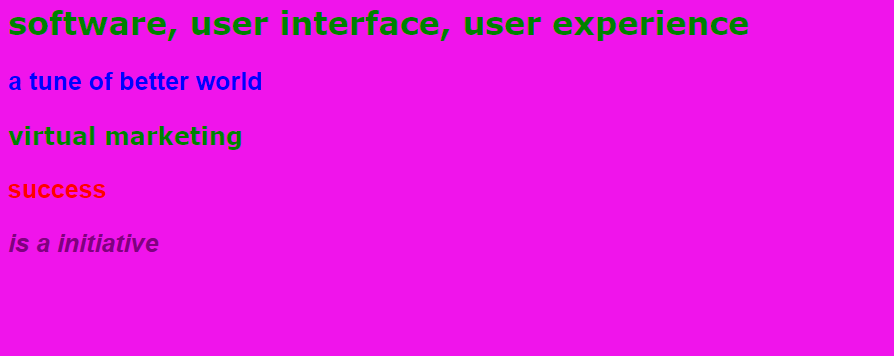 software, user interface, user experience
a tune of better world
virtual marketing
success
is a initiative